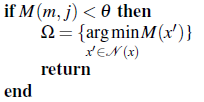 if M(m, j) < θ then
Ω = {arg min M(x′)}
x′∈𝒩(x)
return
end